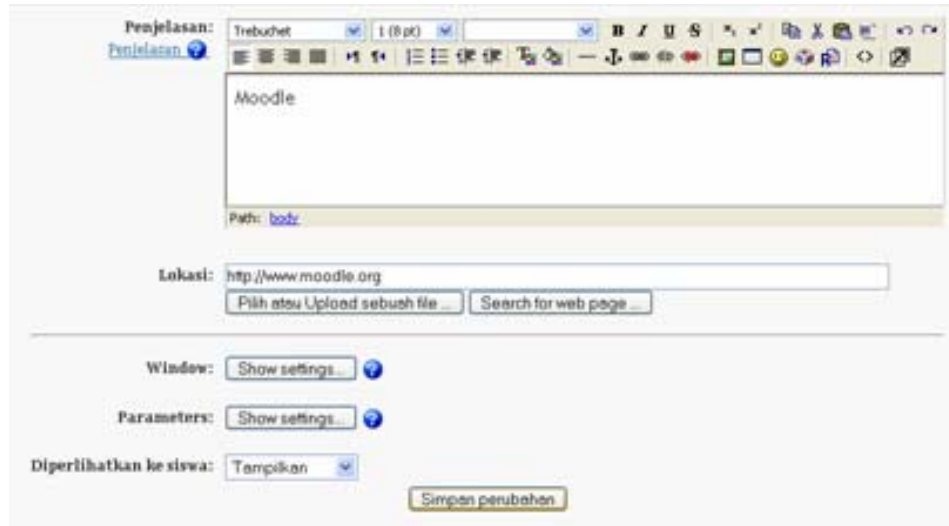 Penjelasan: Trebuchet 1 (8 pt) B I U S
Penjelasan
Moodle
Path: body
Lokasi: http://www.moodle.org
Pilih atau Upload sebuah file ... Search for web page ...
Window: Show settings...
Parameters: Show settings...
Diperlihatkan ke siswa: Tampilkan
Simpan perubahan